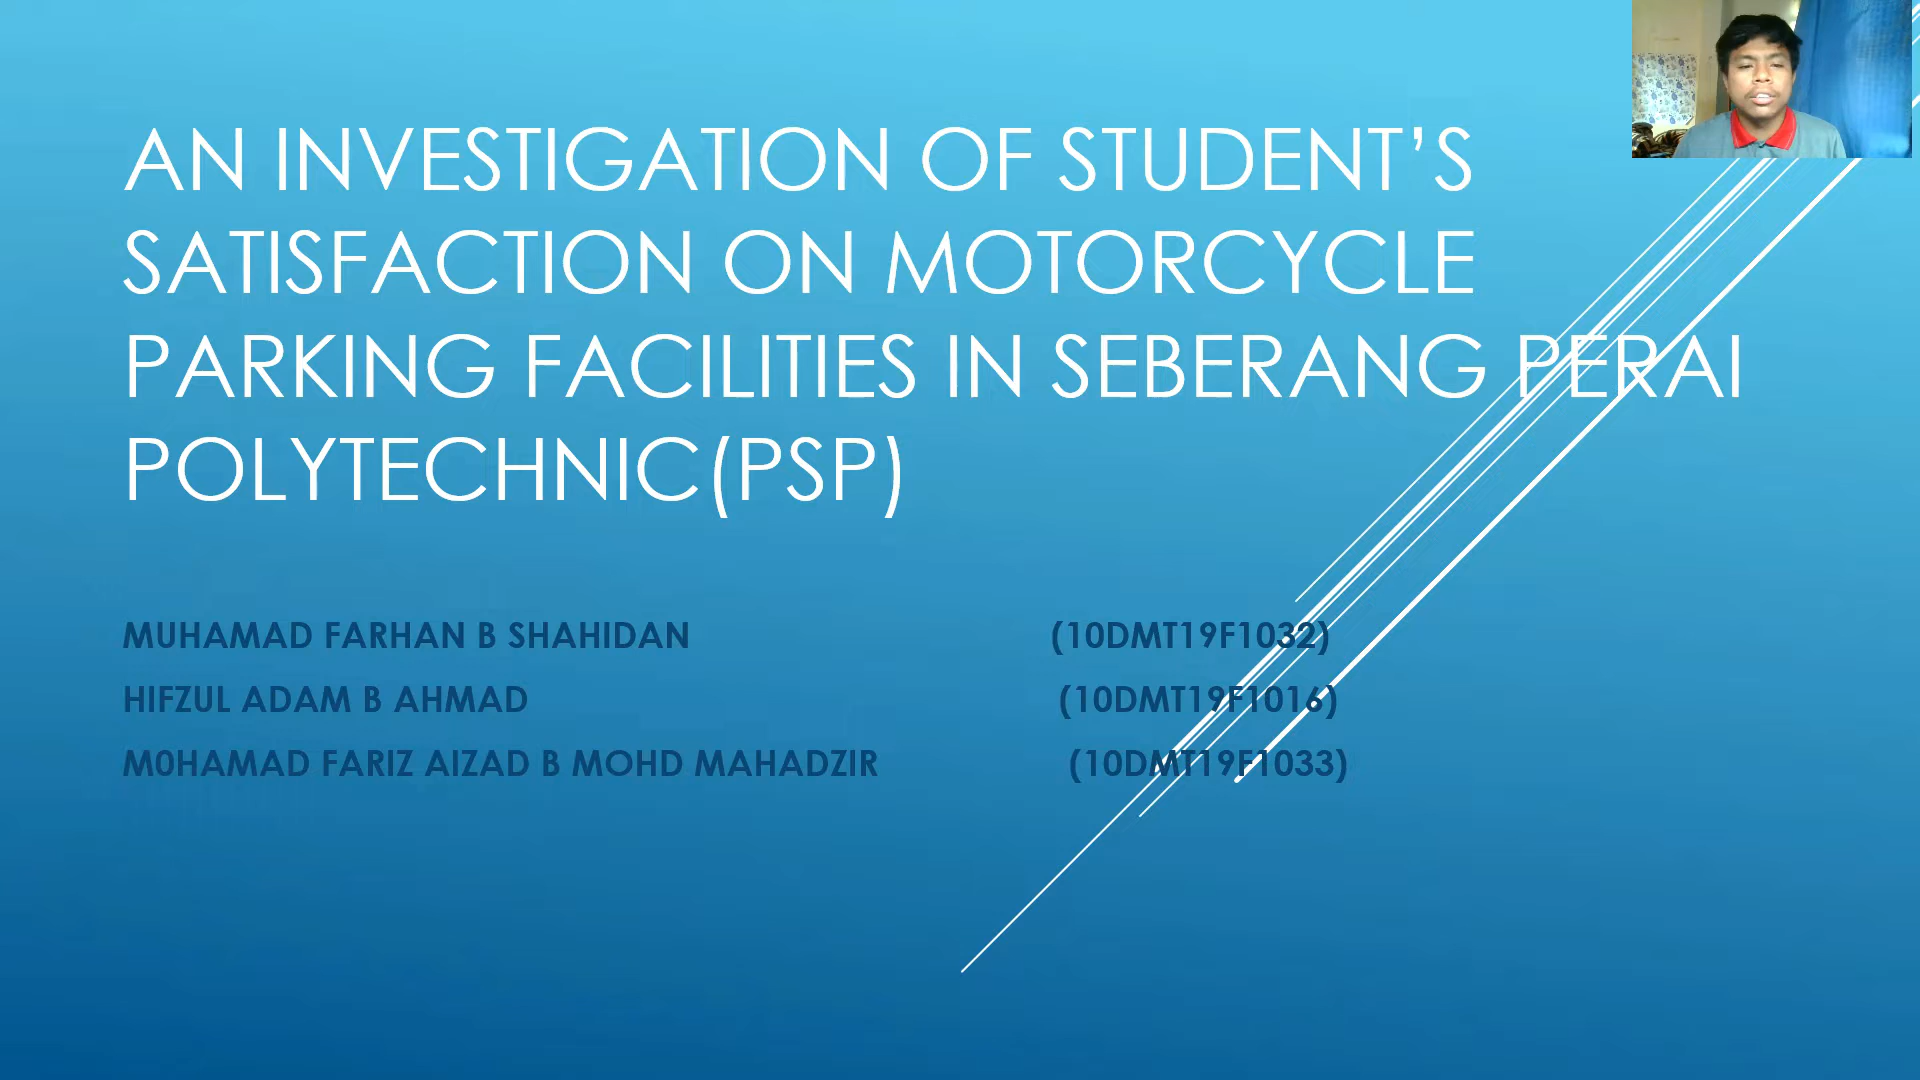 AN INVESTIGATION OF STUDENT’S
SATISFACTION ON MOTORCYCLE
PARKING FACILITIES IN SEBERANG PERAI
POLYTECHNIC(PSP)
MUHAMAD FARHAN B SHAHIDAN (10DMT19F1032)
HIFZUL ADAM B AHMAD (10DMT19F1016)
M0HAMAD FARIZ AIZAD B MOHD MAHADZIR (10DMT19F1033)